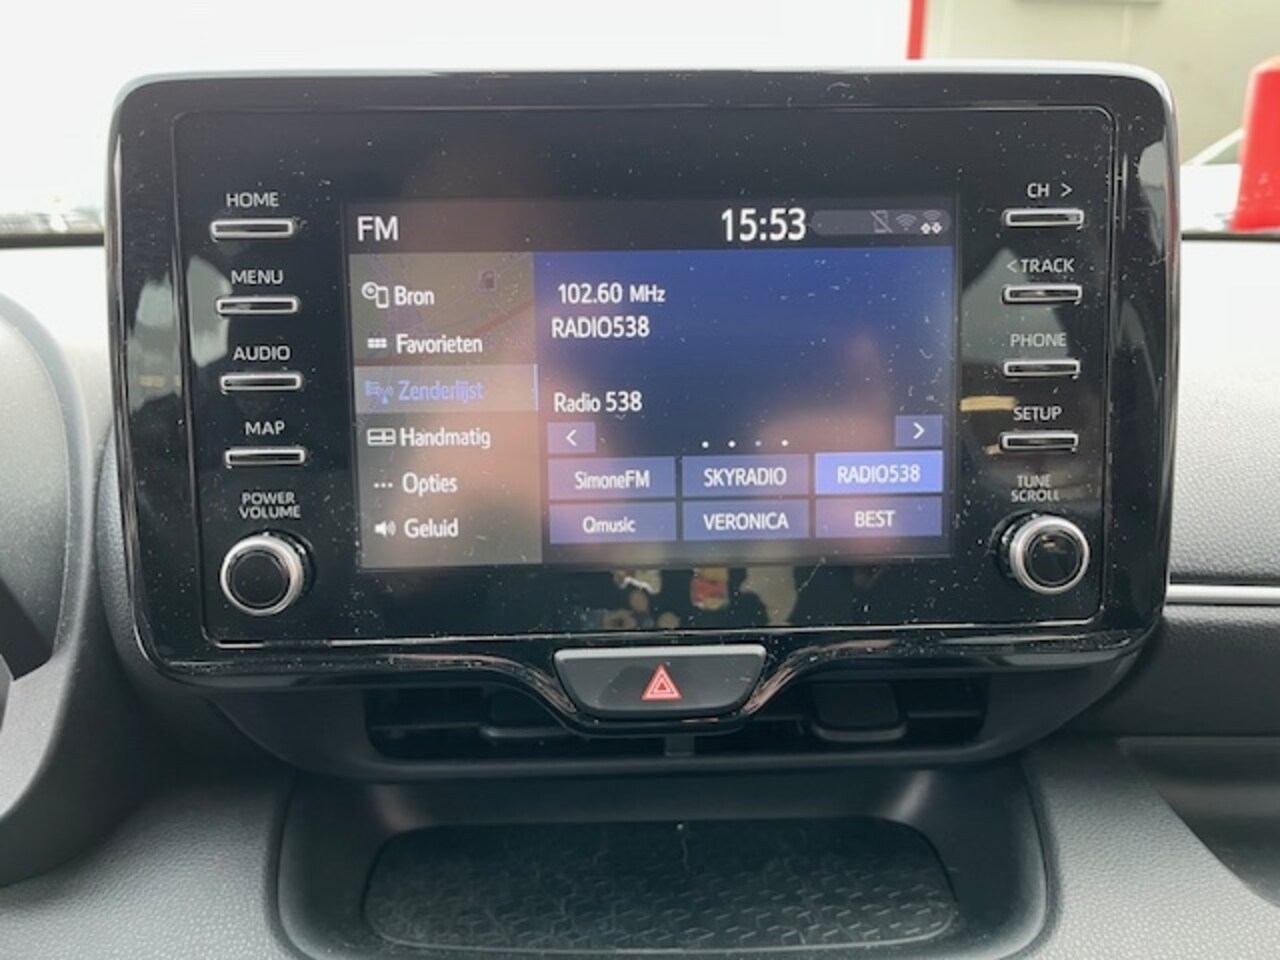 HOME
MENU
AUDIO
MAP
POWER
VOLUME
FM
15:53
Bron
Favorieten
Zenderlijst
Handmatig
Opties
Geluid
102.60 MHz
RADIO538
Radio 538
< >
SimoneFM SKYRADIO RADIO538
Qmusic VERONICA BEST
CH >
< TRACK
PHONE
SETUP
TUNE
SCROLL